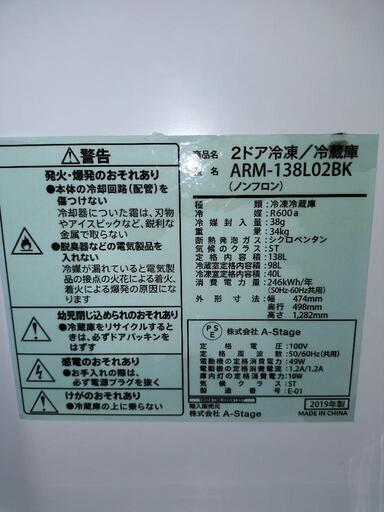 ⚠警告
発火・爆発のおそれあり
●本体の冷却回路(配管)を
傷つけない
冷却器についた霜は、刃物
やアイスピックなど、鋭利な
金属で取らない
●脱臭器などの電気製品を
入れない
冷媒が漏れていると電気製
品の接点の火花による着
火、着火による爆発の原因
になります
幼児閉じ込められのおそれあり
●冷蔵庫をリサイクルするとき
は、必ずドアパッキンをはず
す
感電のおそれあり
●お手入れの際は、
必ず電源プラグを抜く
けがのおそれあり
●冷蔵庫の上に乗らない
商品名 2ドア冷凍/冷蔵庫
ARM-138L02BK
(ノンフロン)
種類:冷凍冷蔵庫
冷媒:R600a
冷媒封入量:38g
質量:34kg
断熱発泡ガス:シクロペンタン
気候のクラス:ST
定格内容積:138L
冷蔵室定格内容積:98L
冷凍室定格内容積:40L
消費電力量:246kWh/年
(50Hz-60Hz共用)
外形寸法:幅 474mm
奥行 498mm
高さ 1,282mm
PSE 株式会社 A-Stage
定格電圧:100V
定格周波数:50/60Hz(共用)
電動機の定格消費電力:49W
電動機の定格消費電流:1.2A/1.2A
庫内灯の定格消費電力:10W
気候クラス:ST
製造番号:E-01
輸入販売元
株式会社 A-Stage
2019年製
MADE IN CHINA